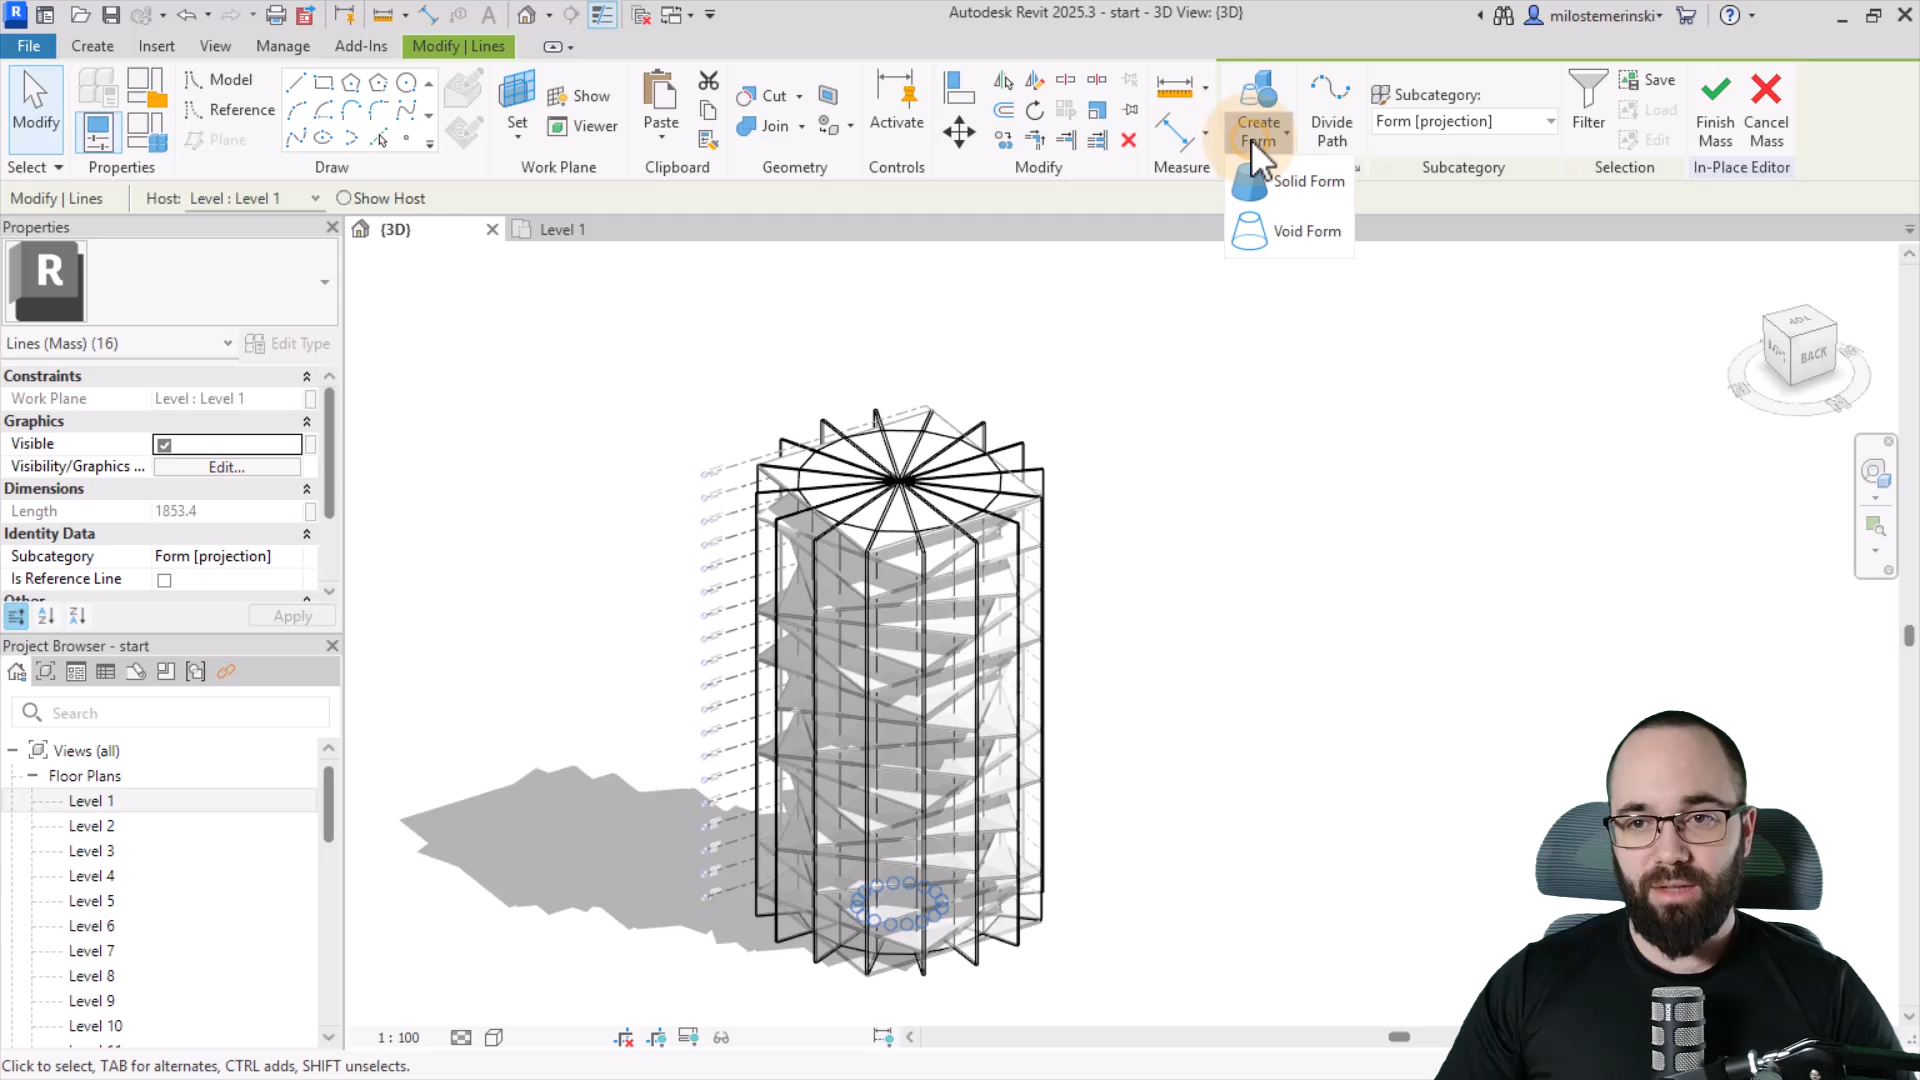 R
Autodesk Revit 2025.3 - start - 3D View: {3D}
milostemerinski
File
Create
Insert
View
Manage
Add-Ins
Modify | Lines
Modify
Select
Properties
Model
Reference
Plane
Draw
Set
Show
Viewer
Work Plane
Paste
Clipboard
Cut
Join
Geometry
Activate
Controls
Modify
Measure
Create
Form
Divide
Path
Subcategory:
Form [projection]
Subcategory
Filter
Save
Load
Edit
Selection
Finish
Mass
Cancel
Mass
In-Place Editor
Solid Form
Void Form
Modify | Lines
Host: Level : Level 1
Show Host
Properties
{3D}
Level 1
R
Lines (Mass) (16)
Edit Type
Constraints
Work Plane
Level : Level 1
Graphics
Visible
Visibility/Graphics ...
Edit...
Dimensions
Length
1853.4
Identity Data
Subcategory
Form [projection]
Is Reference Line
Other
Apply
Project Browser - start
Search
Views (all)
Floor Plans
Level 1
Level 2
Level 3
Level 4
Level 5
Level 6
Level 7
Level 8
Level 9
Level 10
BACK
1 : 100
Click to select, TAB for alternates, CTRL adds, SHIFT unselects.